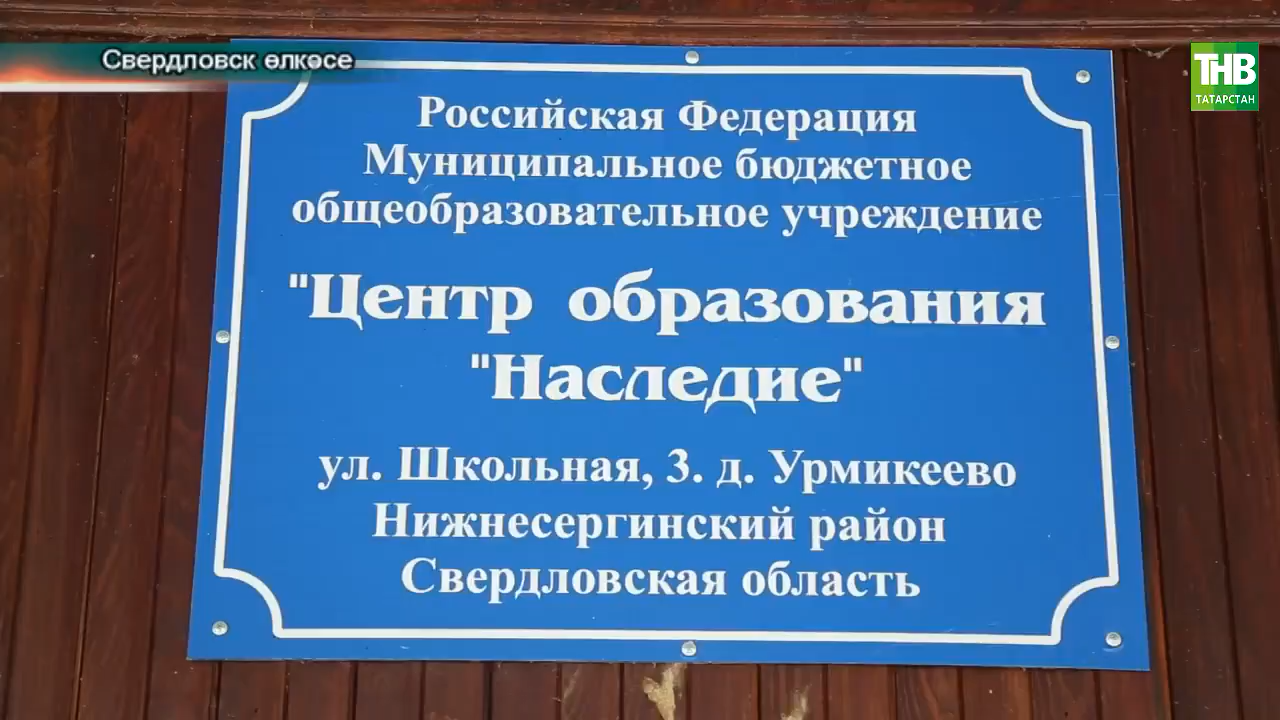 Свердловск өлкәсе
ТНВ
ТАТАРСТАН
Российская Федерация
Муниципальное бюджетное
общеобразовательное учреждение
"Центр образования
"Наследие"
ул. Школьная, 3. д. Урмикеево
Нижнесергинский район
Свердловская область